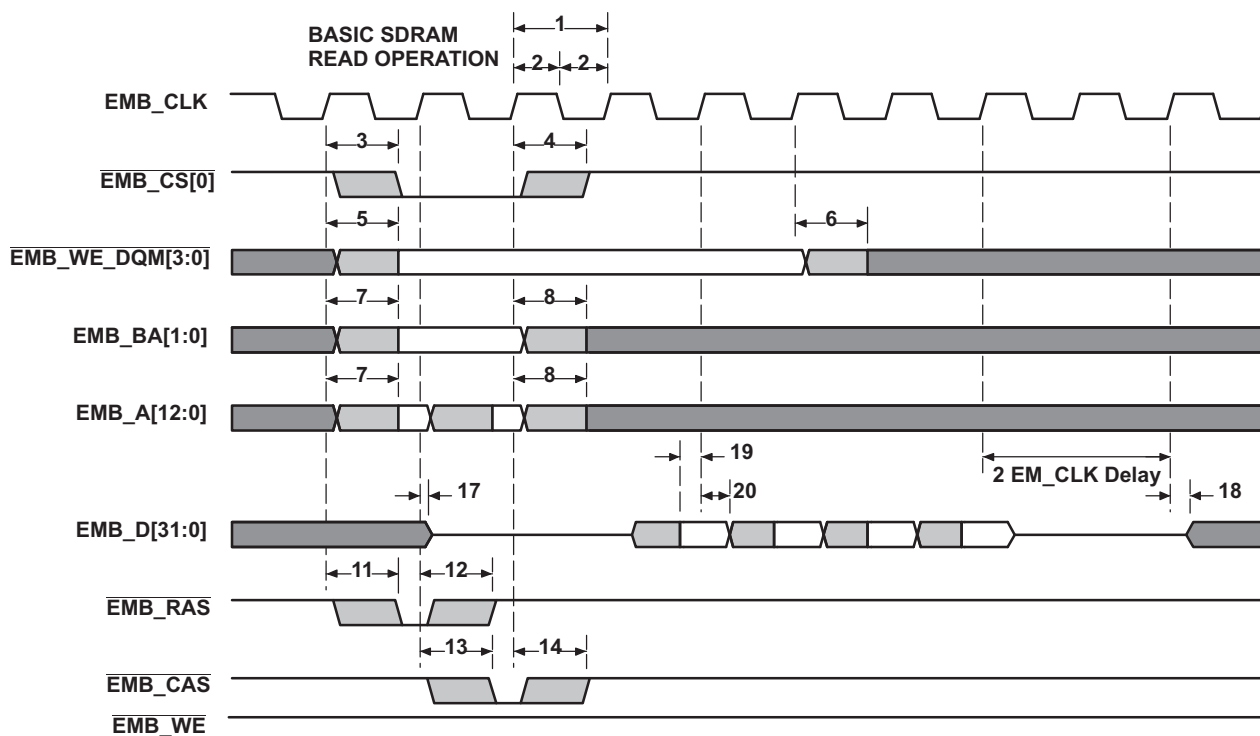 1
BASIC SDRAM
READ OPERATION
2 2
EMB_CLK
3 4
EMB_CS[0]
5 6
EMB_WE_DQM[3:0]
7 8
EMB_BA[1:0]
7 8
EMB_A[12:0]
19
2 EM_CLK Delay
17 20 18
EMB_D[31:0]
11 12
EMB_RAS
13 14
EMB_CAS
EMB_WE